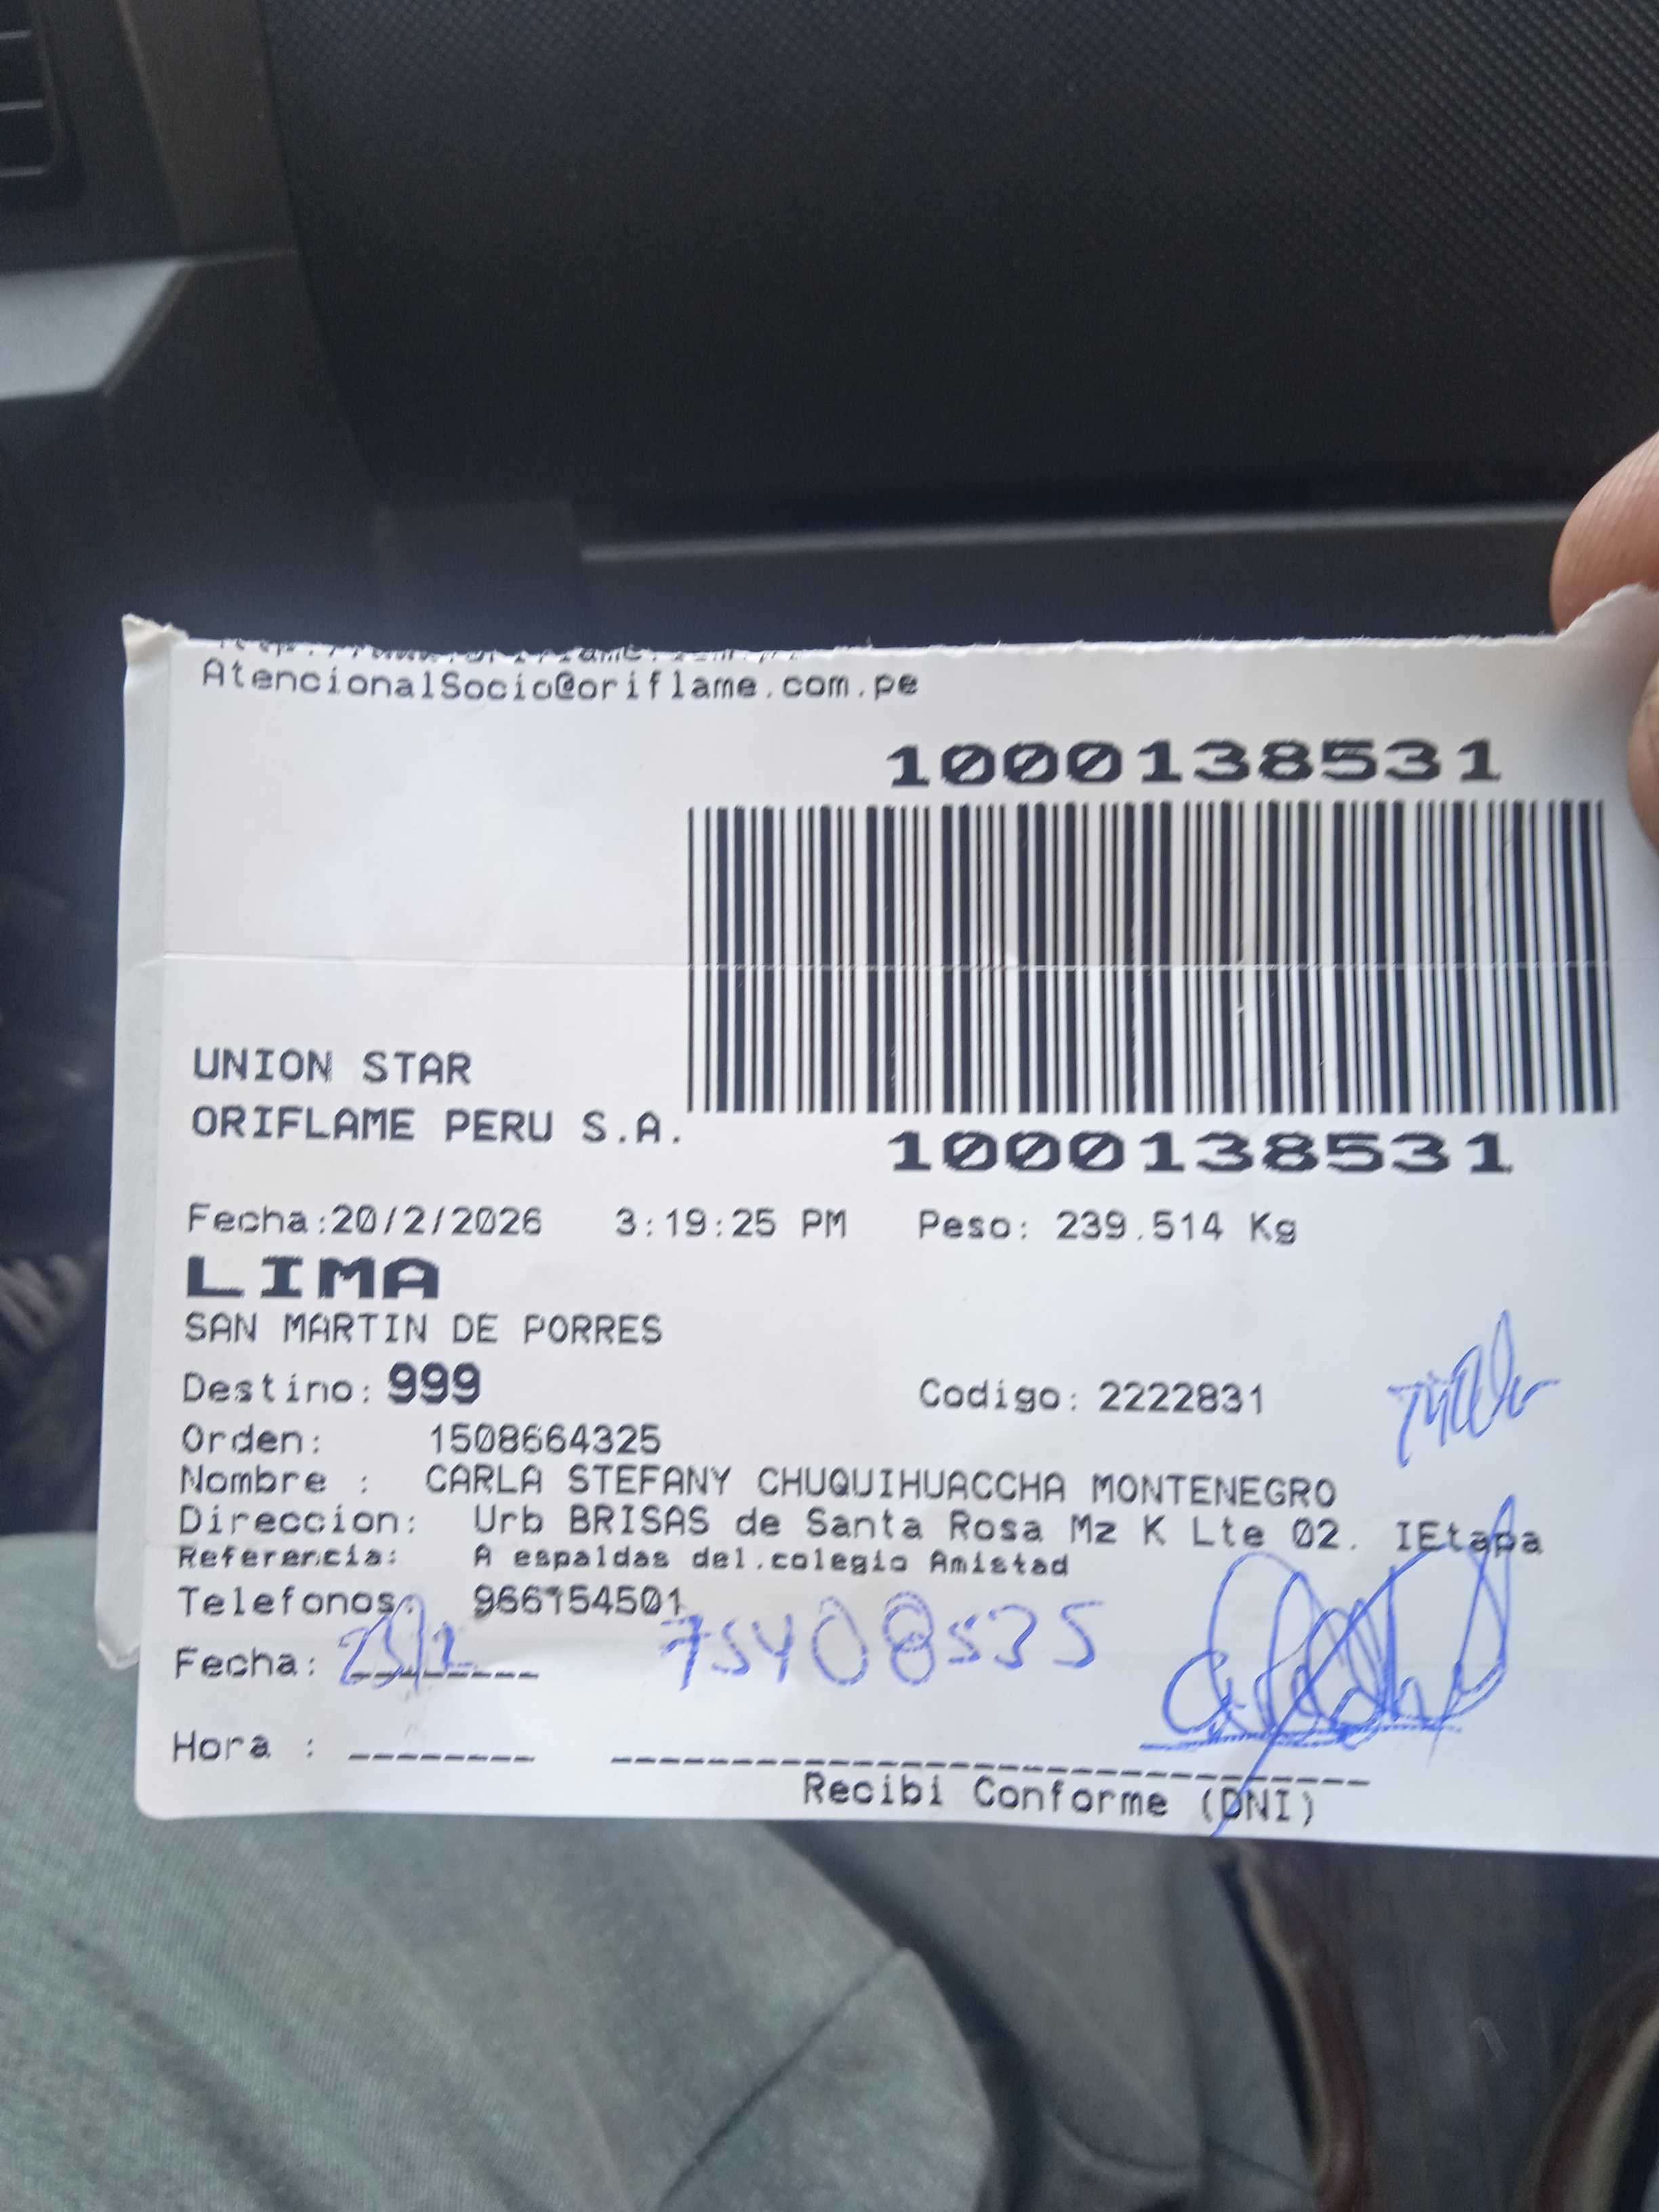 AtencionalSocio@oriflame.com.pe
1000138531
UNION STAR
ORIFLAME PERU S.A.
1000138531
Fecha:20/2/2026 3:19:25 PM Peso: 239.514 Kg
LIMA
SAN MARTIN DE PORRES
Destino: 999 Codigo: 2222831
Orden: 1508664325
Nombre : CARLA STEFANY CHUQUIHUACCHA MONTENEGRO
Direccion: Urb BRISAS de Santa Rosa Mz K Lte 02. IEtapa
Referencia: A espaldas del.colegio Amistad
Telefonos: 966154501
Fecha: 23/2 75408535
Hora :
Recibi Conforme (DNI)